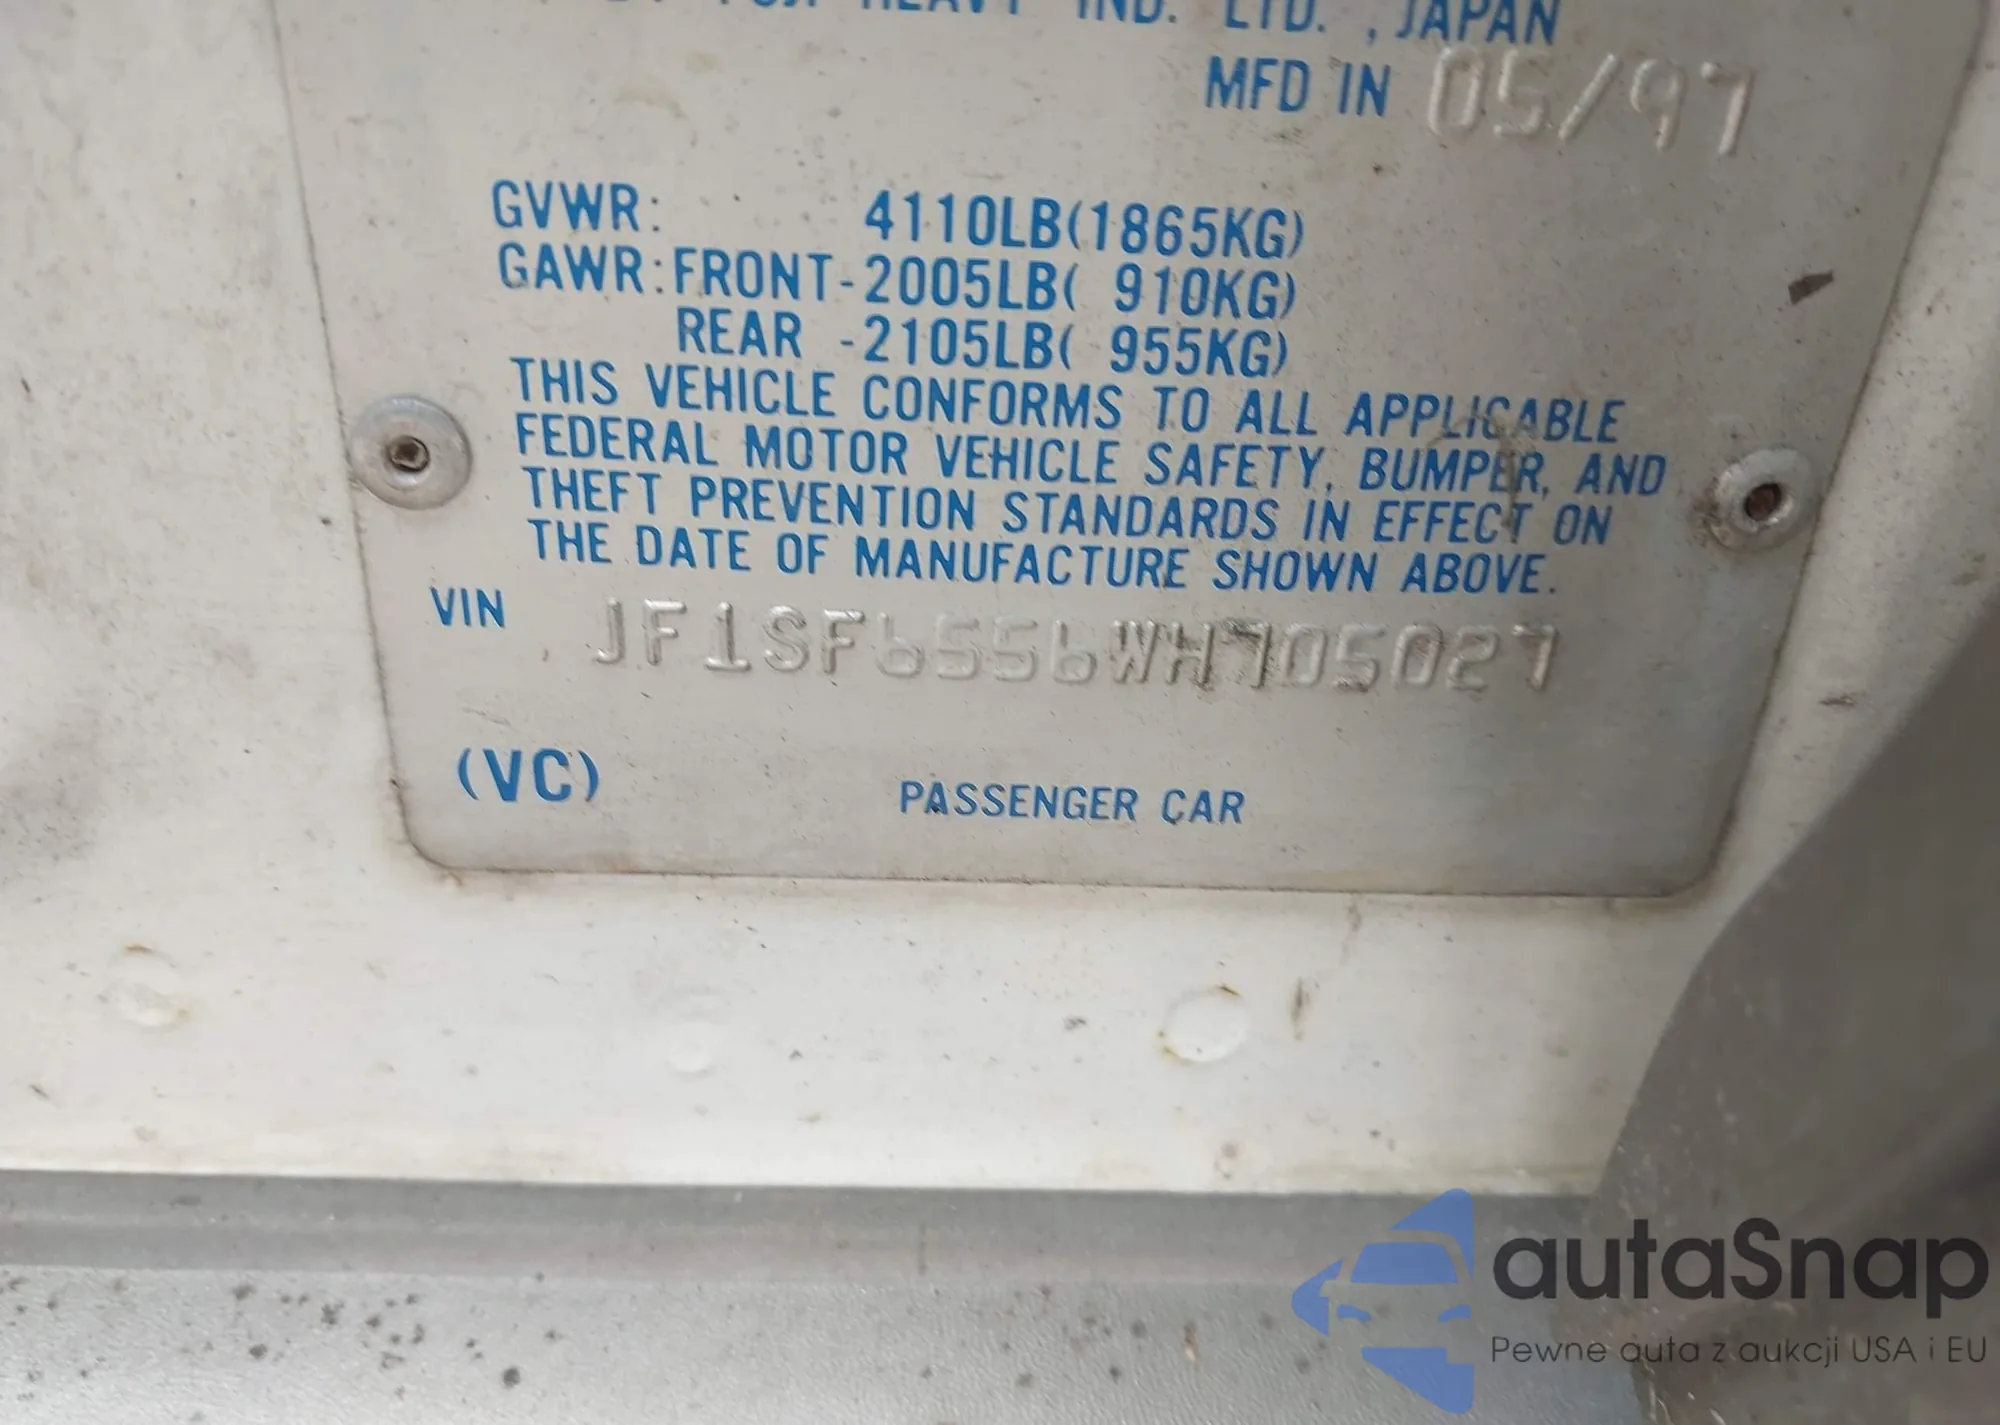 FUJI HEAVY IND. LTD. , JAPAN
MFD IN 05/97
GVWR: 4110LB(1865KG)
GAWR:FRONT-2005LB( 910KG)
REAR -2105LB( 955KG)
THIS VEHICLE CONFORMS TO ALL APPLICABLE
FEDERAL MOTOR VEHICLE SAFETY, BUMPER, AND
THEFT PREVENTION STANDARDS IN EFFECT ON
THE DATE OF MANUFACTURE SHOWN ABOVE.
VIN JF1SF6556WH705027
(VC) PASSENGER CAR
autaSnap
Pewne auta z aukcji USA i EU